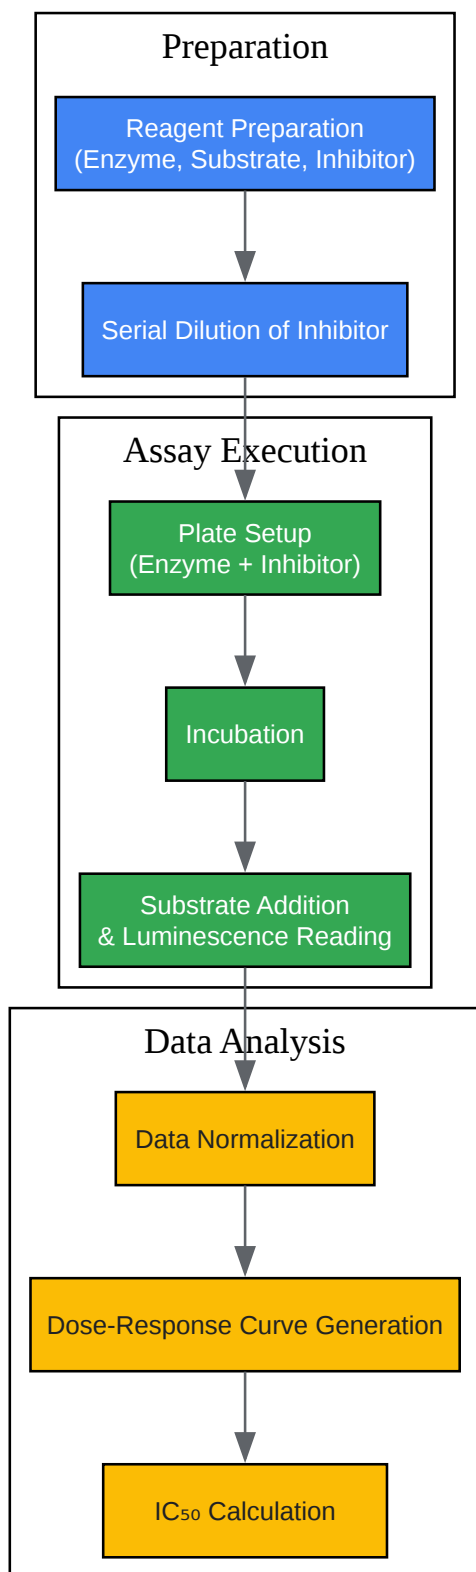 Preparation
Reagent Preparation
(Enzyme, Substrate, Inhibitor)
Serial Dilution of Inhibitor
Assay Execution
Plate Setup
(Enzyme + Inhibitor)
Incubation
Substrate Addition
& Luminescence Reading
Data Analysis
Data Normalization
Dose-Response Curve Generation
IC₅₀ Calculation